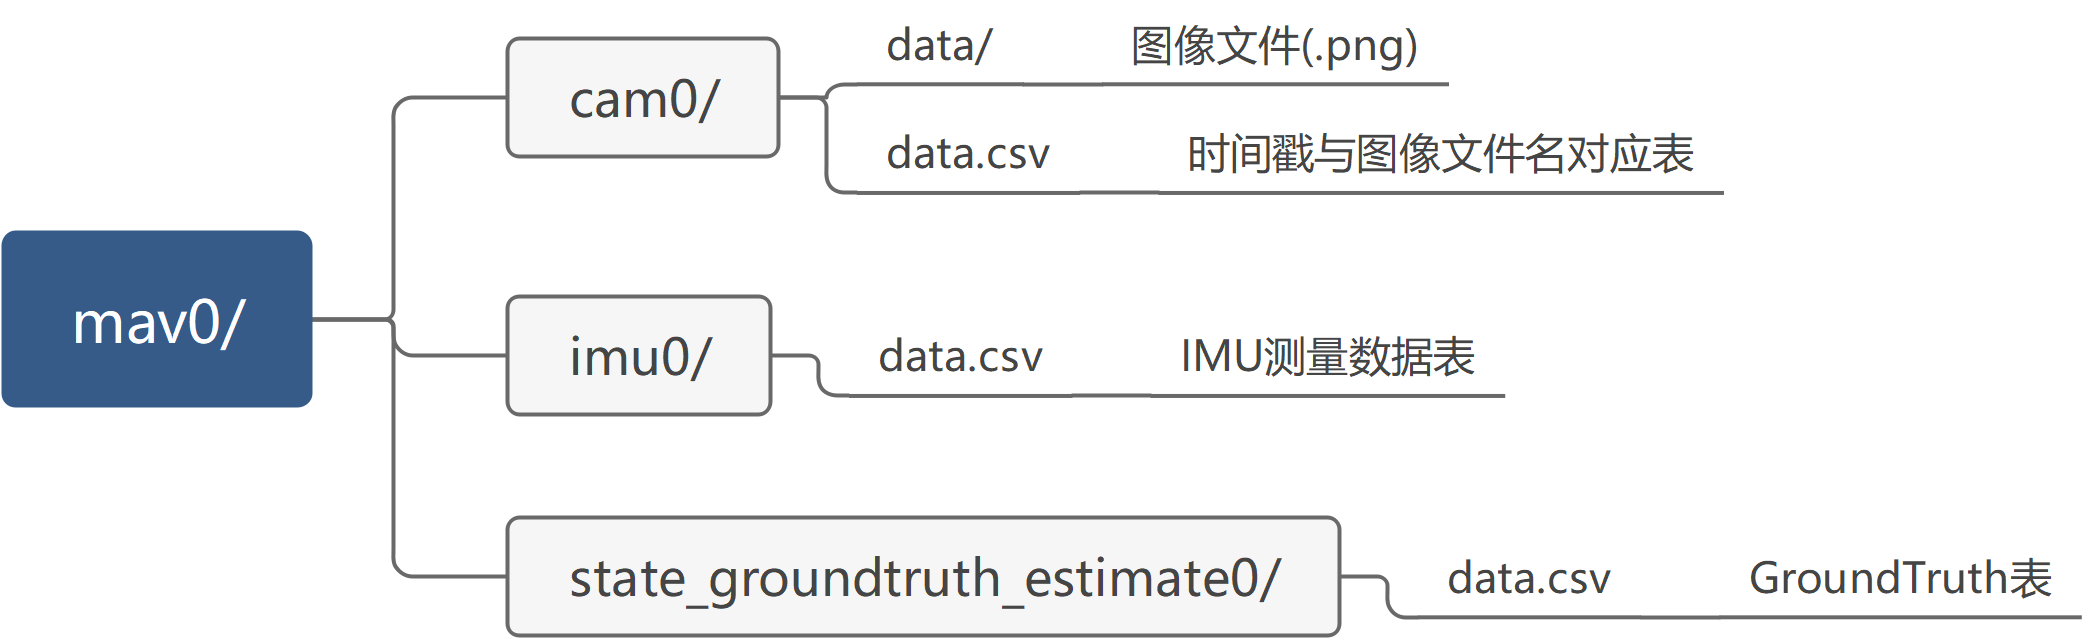 mav0/
cam0/
data/ 图像文件(.png)
data.csv 时间戳与图像文件名对应表
imu0/
data.csv IMU测量数据表
state_groundtruth_estimate0/
data.csv GroundTruth表